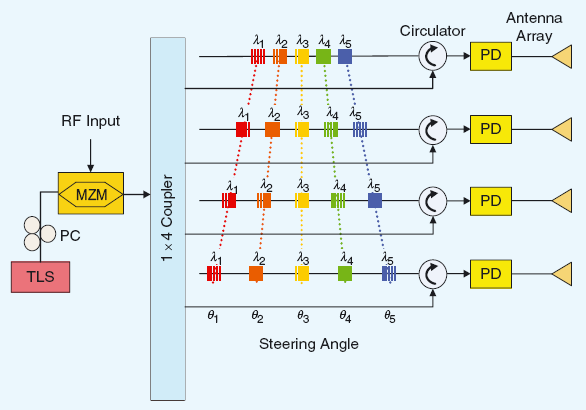 Antenna
Array
Circulator
λ1 λ2 λ3 λ4 λ5
PD
RF Input
λ1 λ2 λ3 λ4 λ5
PD
MZM
1 × 4 Coupler
λ1 λ2 λ3 λ4 λ5
PD
PC
TLS
λ1 λ2 λ3 λ4 λ5
PD
θ1 θ2 θ3 θ4 θ5
Steering Angle